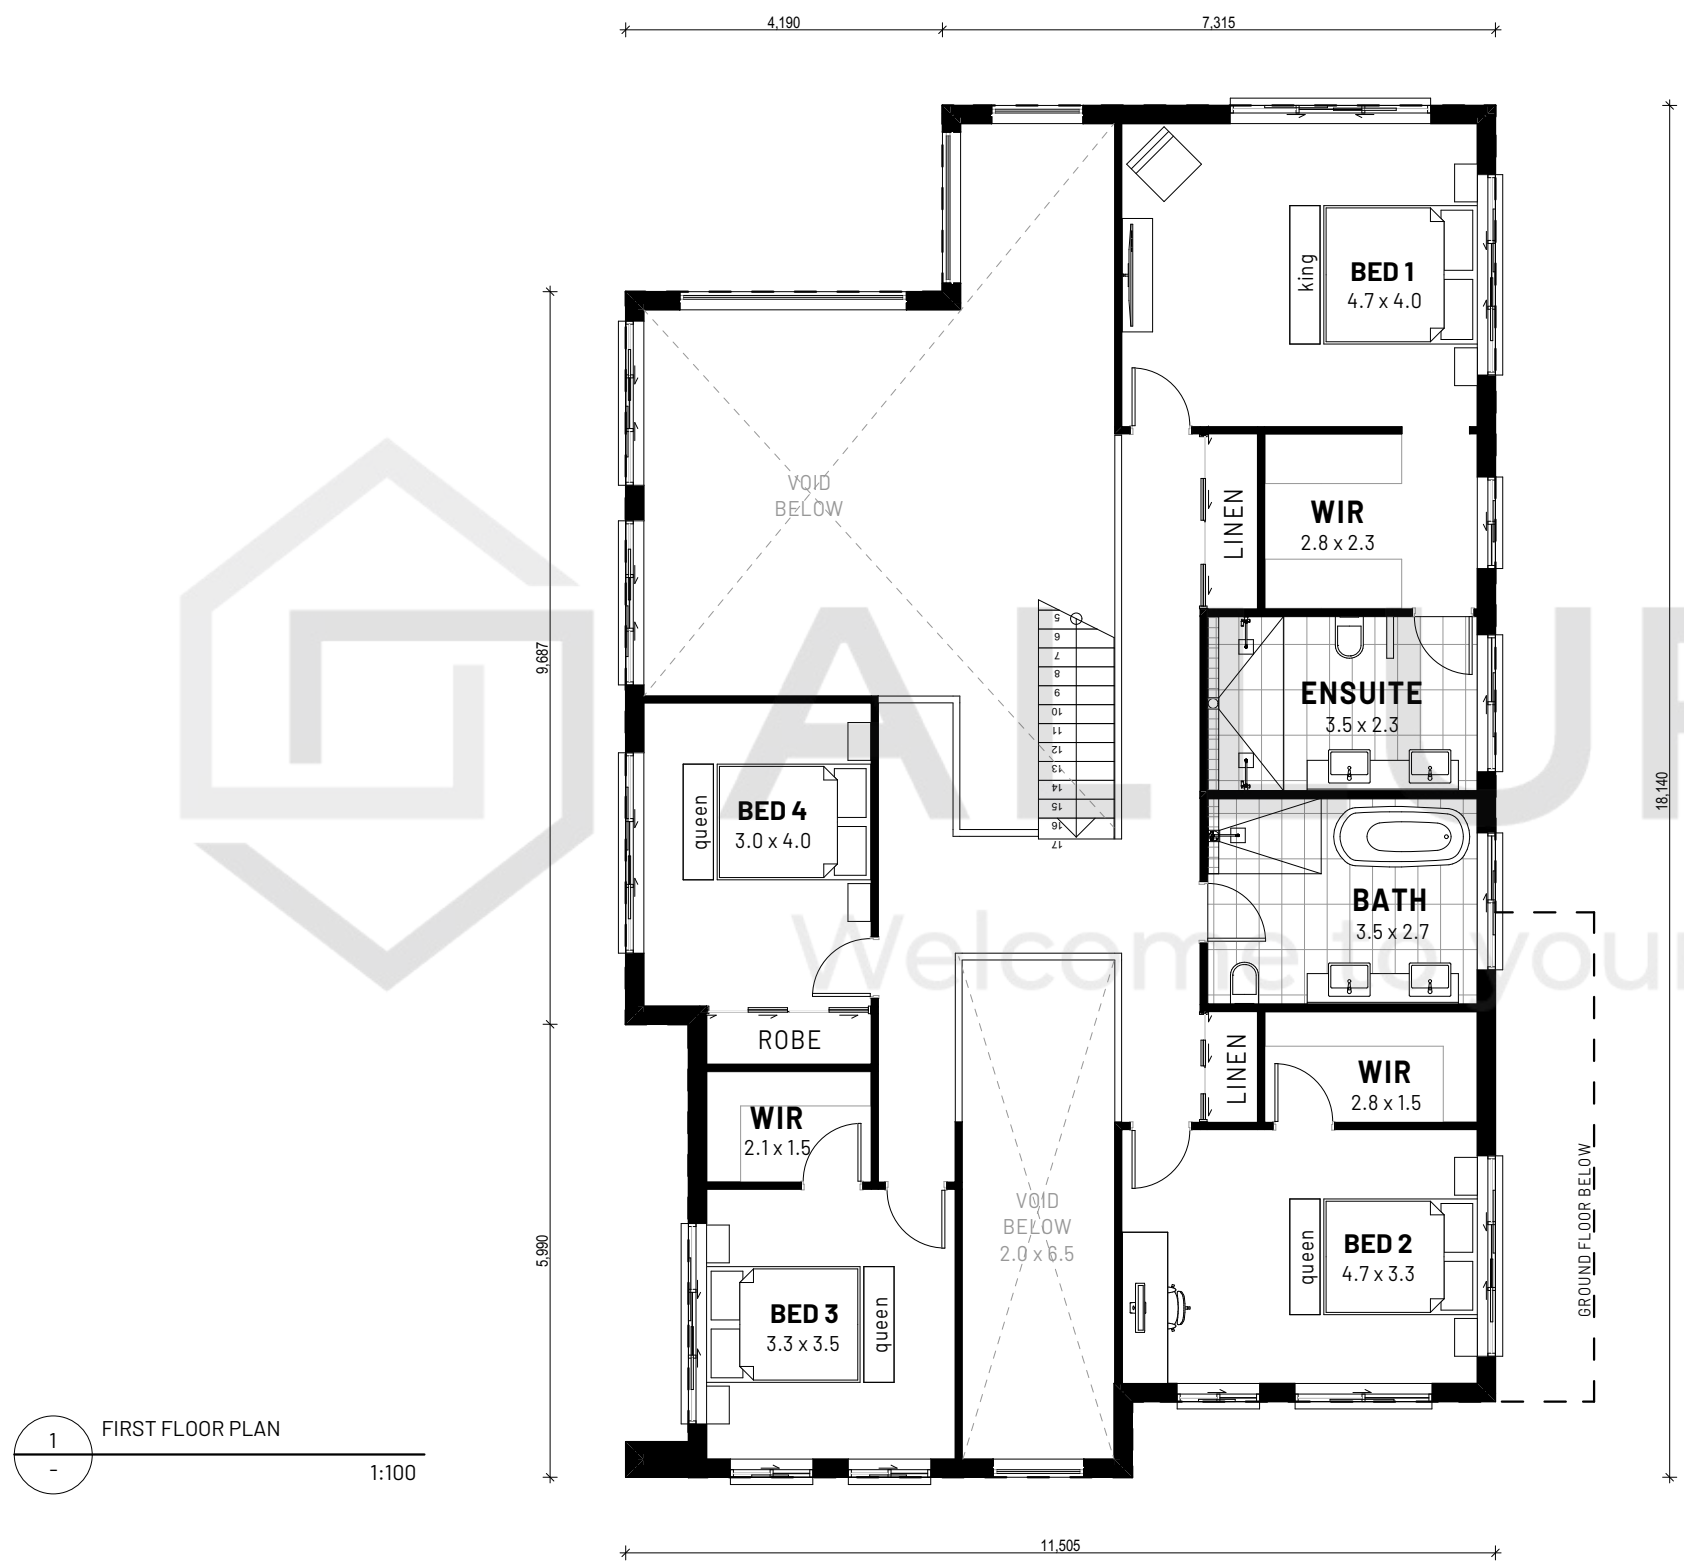 4,190
7,315
BED 1
4.7 x 4.0
king
VOID
BELOW
LINEN
WIR
2.8 x 2.3
9,687
5
6
7
8
9
10
11
12
13
14
15
16
17
ENSUITE
3.5 x 2.3
18,140
BED 4
3.0 x 4.0
queen
BATH
3.5 x 2.7
Welcome to your
ROBE
LINEN
WIR
2.8 x 1.5
WIR
2.1 x 1.5
GROUND FLOOR BELOW
VOID
BELOW
2.0 x 6.5
BED 2
4.7 x 3.3
queen
5,990
BED 3
3.3 x 3.5
queen
1
-
FIRST FLOOR PLAN
1:100
11,505